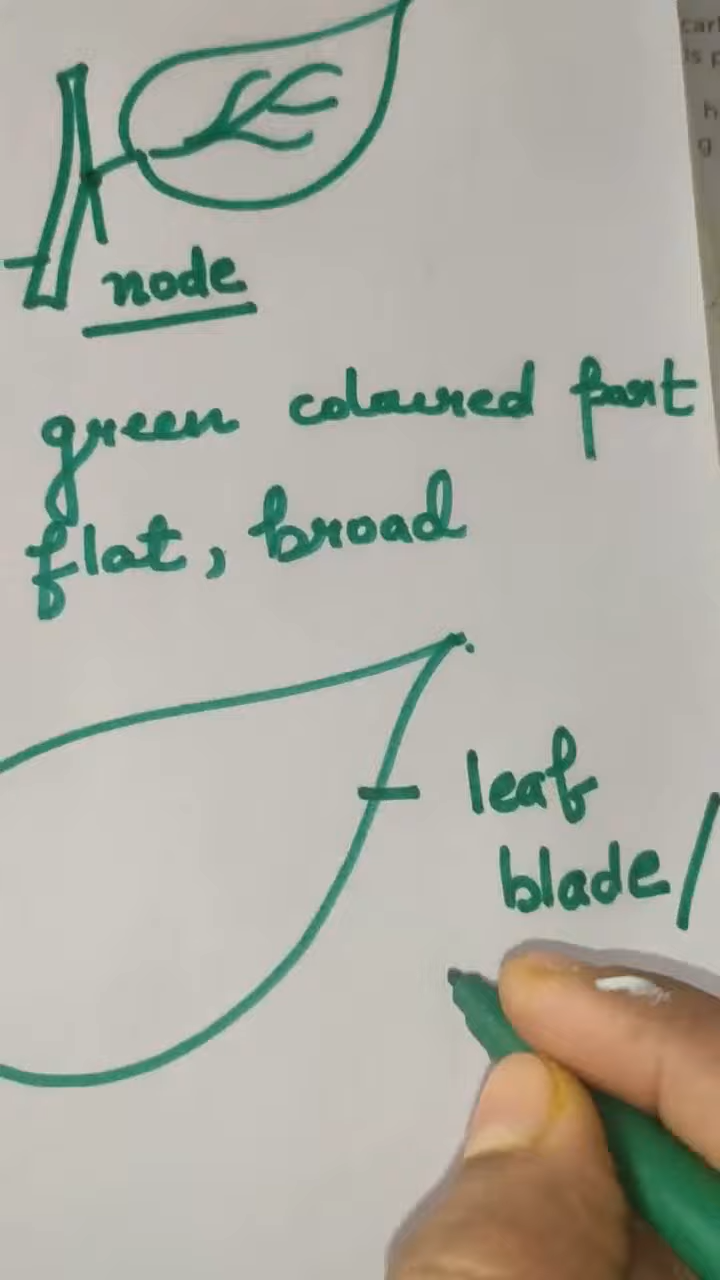 node
green coloured part
flat, broad
leaf
blade/